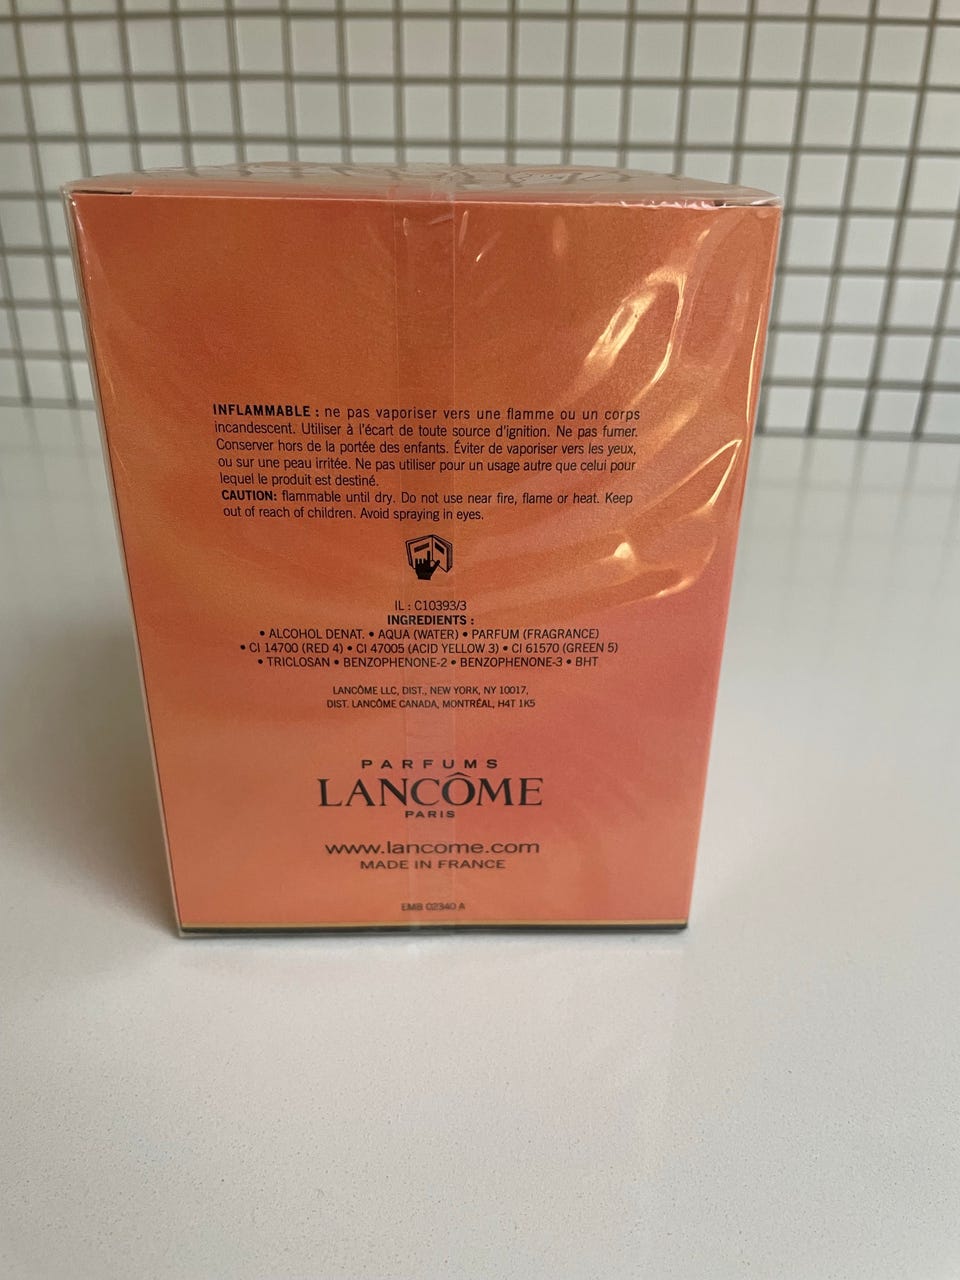 INFLAMMABLE : ne pas vaporiser vers une flamme ou un corps
incandescent. Utiliser à l'écart de toute source d'ignition. Ne pas fumer.
Conserver hors de la portée des enfants. Éviter de vaporiser vers les yeux,
ou sur une peau irritée. Ne pas utiliser pour un usage autre que celui pour
lequel le produit est destiné.
CAUTION: flammable until dry. Do not use near fire, flame or heat. Keep
out of reach of children. Avoid spraying in eyes.
IL : C10393/3
INGREDIENTS :
• ALCOHOL DENAT. • AQUA (WATER) • PARFUM (FRAGRANCE)
• CI 14700 (RED 4) • CI 47005 (ACID YELLOW 3) • CI 61570 (GREEN 5)
• TRICLOSAN • BENZOPHENONE-2 • BENZOPHENONE-3 • BHT
LANCÔME LLC, DIST., NEW YORK, NY 10017,
DIST. LANCÔME CANADA, MONTRÉAL, H4T 1K5
PARFUMS
LANCÔME
PARIS
www.lancome.com
MADE IN FRANCE
EMB 02340 A